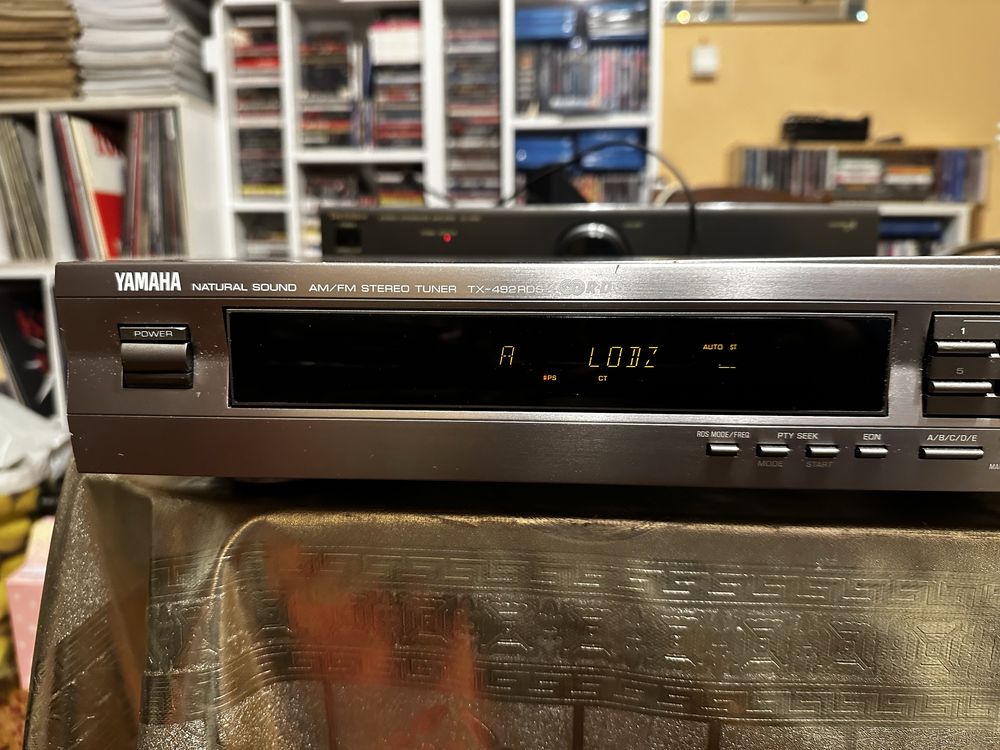 YAMAHA NATURAL SOUND AM/FM STEREO TUNER TX-492RDS
POWER
A LODZ AUTO ST
PS CT
1
5
RDS MODE/FREQ PTY SEEK EON A/B/C/D/E
MODE START